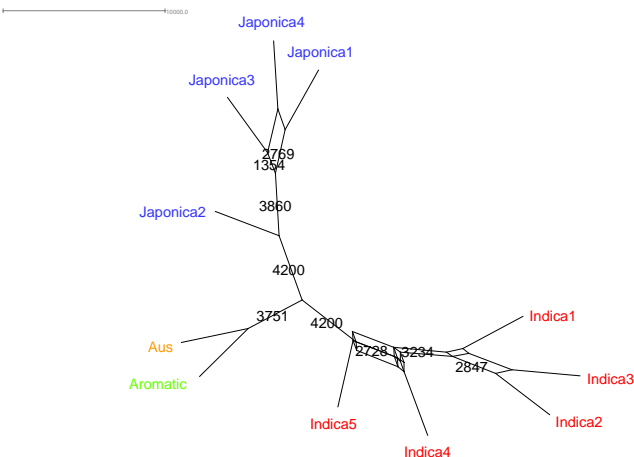 10000.0
Japonica4
Japonica1
Japonica3
2769
1354
3860
Japonica2
4200
3751
4200
Indica1
Aus
2728
3234
2847
Aromatic
Indica3
Indica5
Indica2
Indica4